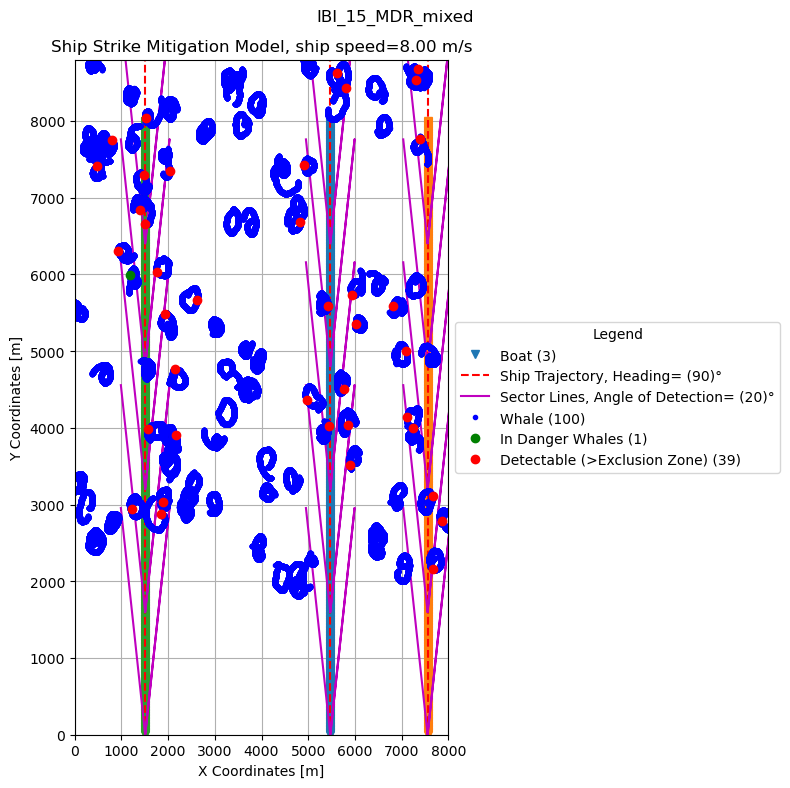 IBI_15_MDR_mixed
Ship Strike Mitigation Model, ship speed=8.00 m/s
Y Coordinates [m]
8000
7000
6000
5000
4000
3000
2000
1000
0
0 1000 2000 3000 4000 5000 6000 7000 8000
X Coordinates [m]
Legend
Boat (3)
Ship Trajectory, Heading= (90)°
Sector Lines, Angle of Detection= (20)°
Whale (100)
In Danger Whales (1)
Detectable (>Exclusion Zone) (39)